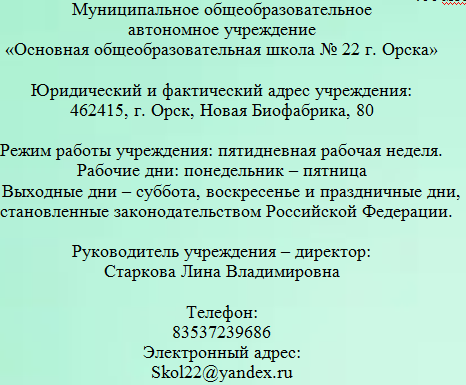 Муниципальное общеобразовательное
автономное учреждение
«Основная общеобразовательная школа № 22 г. Орска»
Юридический и фактический адрес учреждения:
462415, г. Орск, Новая Биофабрика, 80
Режим работы учреждения: пятидневная рабочая неделя.
Рабочие дни: понедельник – пятница
Выходные дни – суббота, воскресенье и праздничные дни,
становленные законодательством Российской Федерации.
Руководитель учреждения – директор:
Старкова Лина Владимировна
Телефон:
83537239686
Электронный адрес:
Skol22@yandex.ru